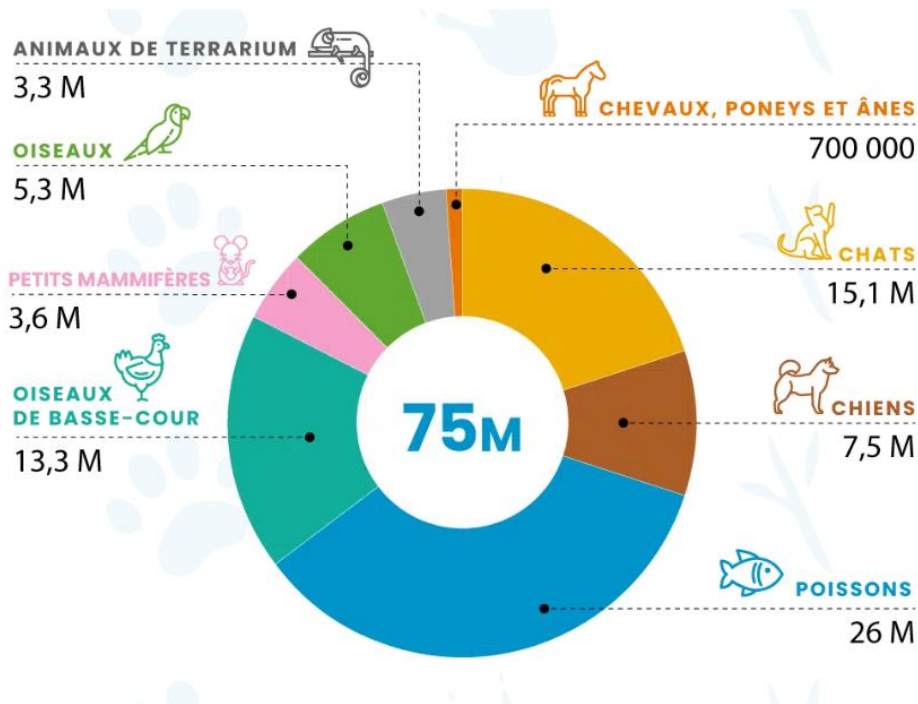 ANIMAUX DE TERRARIUM
3,3 M
OISEAUX
5,3 M
PETITS MAMMIFÈRES
3,6 M
OISEAUX
DE BASSE-COUR
13,3 M
75M
CHEVAUX, PONEYS ET ÂNES
700 000
CHATS
15,1 M
CHIENS
7,5 M
POISSONS
26 M